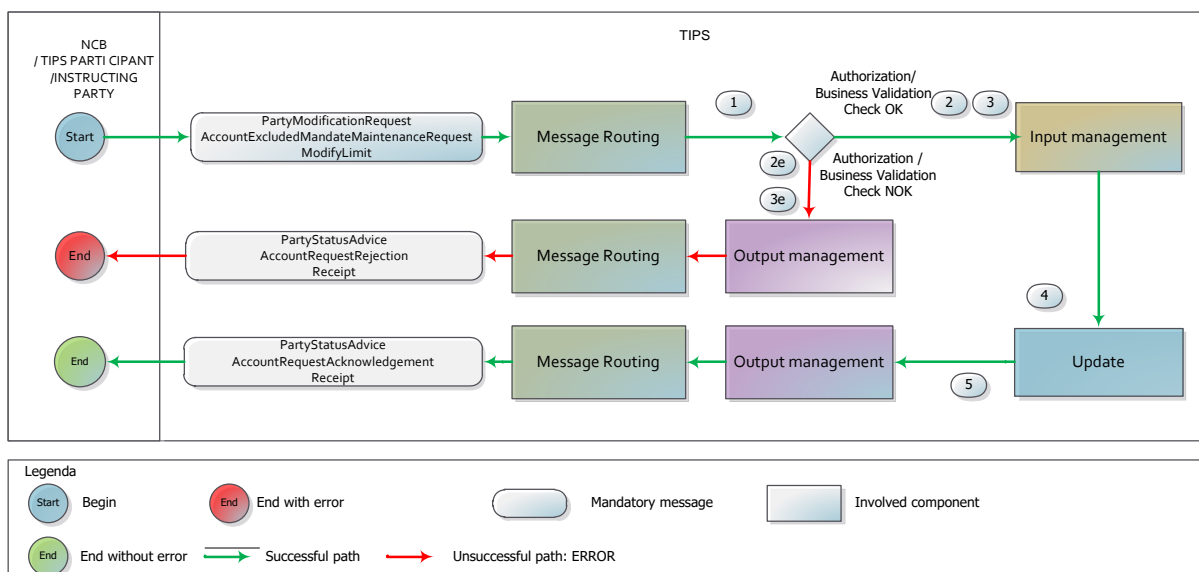 NCB
/ TIPS PARTI CIPANT
/INSTRUCTING
PARTY
TIPS
Start
PartyModificationRequest
AccountExcludedMandateMaintenanceRequest
ModifyLimit
Message Routing
1
Authorization/
Business Validation
Check OK
2
3
Input management
2e
3e
Authorization /
Business Validation
Check NOK
End
PartyStatusAdvice
AccountRequestRejection
Receipt
Message Routing
Output management
4
End
PartyStatusAdvice
AccountRequestAcknowledgement
Receipt
Message Routing
Output management
5
Update
Legenda
Start
Begin
End
End with error
Mandatory message
Involved component
End
End without error
Successful path
Unsuccessful path: ERROR